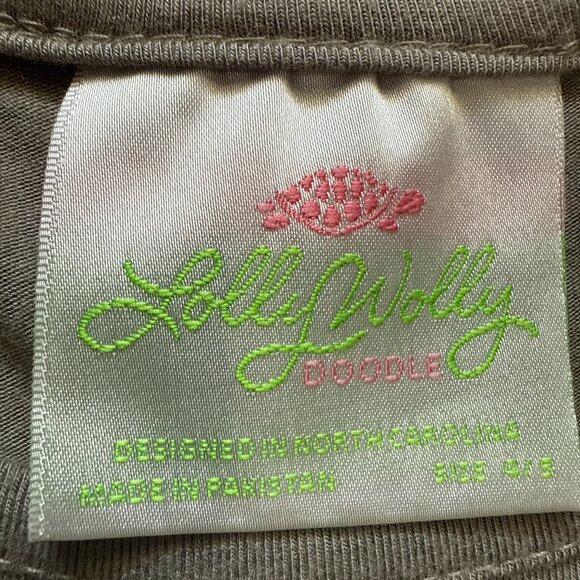 Lolly Wolly
DOODLE
DESIGNED IN NORTH CAROLINA
MADE IN PAKISTAN SIZE 4/5